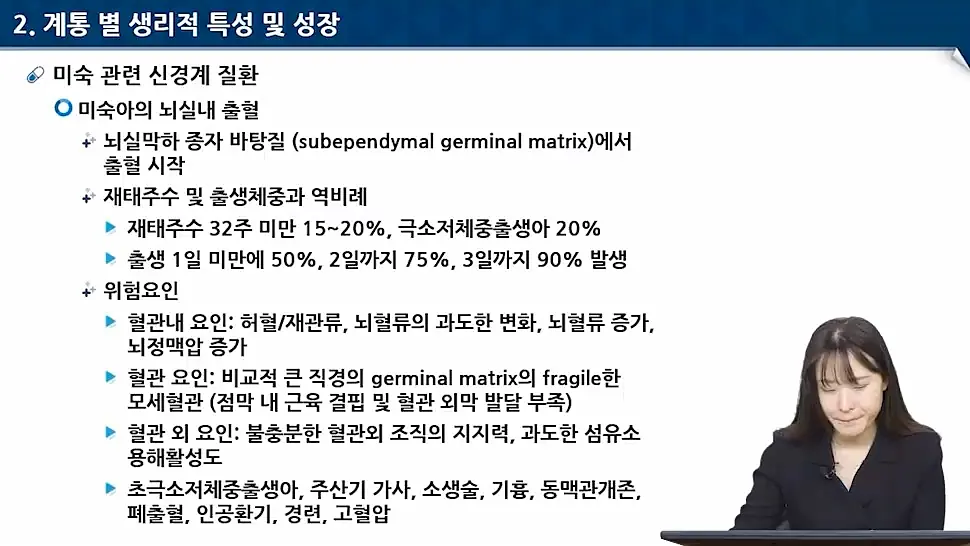 2. 계통 별 생리적 특성 및 성장
미숙 관련 신경계 질환
미숙아의 뇌실내 출혈
뇌실막하 종자 바탕질 (subependymal germinal matrix)에서
출혈 시작
재태주수 및 출생체중과 역비례
재태주수 32주 미만 15~20%, 극소저체중출생아 20%
출생 1일 미만에 50%, 2일까지 75%, 3일까지 90% 발생
위험요인
혈관내 요인: 허혈/재관류, 뇌혈류의 과도한 변화, 뇌혈류 증가,
뇌정맥압 증가
혈관 요인: 비교적 큰 직경의 germinal matrix의 fragile한
모세혈관 (점막 내 근육 결핍 및 혈관 외막 발달 부족)
혈관 외 요인: 불충분한 혈관외 조직의 지지력, 과도한 섬유소
용해활성도
초극소저체중출생아, 주산기 가사, 소생술, 기흉, 동맥관개존,
폐출혈, 인공환기, 경련, 고혈압